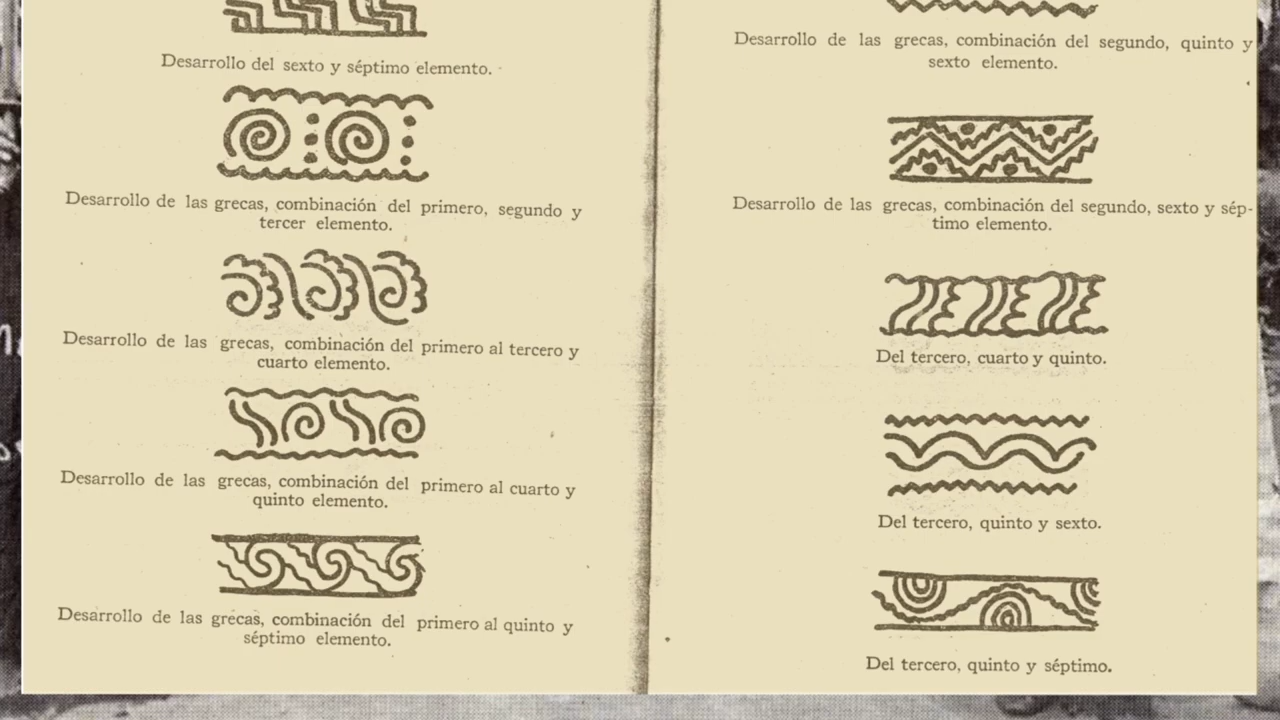 Desarrollo del sexto y séptimo elemento.
Desarrollo de las grecas, combinación del primero, segundo y
tercer elemento.
Desarrollo de las grecas, combinación del primero al tercero y
cuarto elemento.
Desarrollo de las grecas, combinación del primero al cuarto y
quinto elemento.
Desarrollo de las grecas, combinación del primero al quinto y
séptimo elemento.
Desarrollo de las grecas, combinación del segundo, quinto y
sexto elemento.
Desarrollo de las grecas, combinación del segundo, sexto y sép-
timo elemento.
Del tercero, cuarto y quinto.
Del tercero, quinto y sexto.
Del tercero, quinto y séptimo.